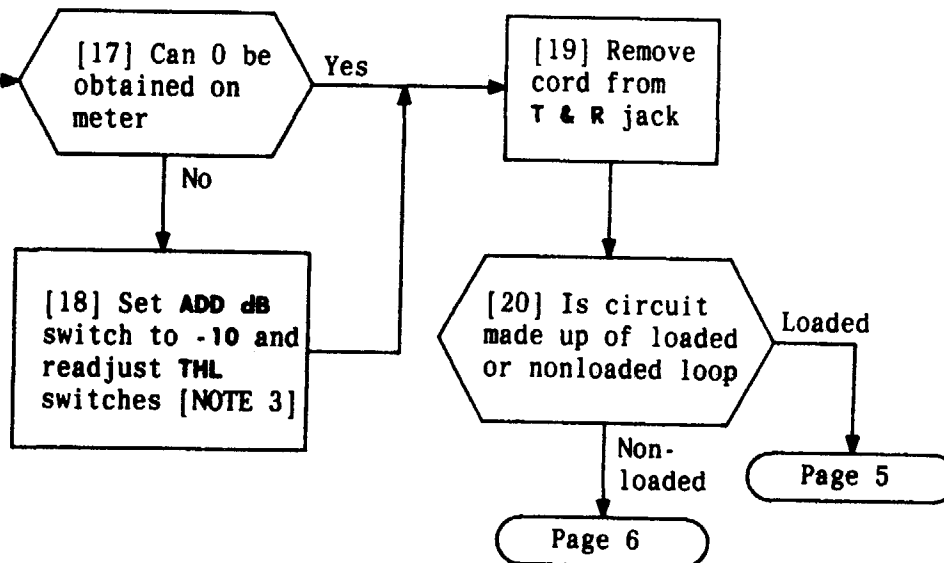 [17] Can 0 be
obtained on
meter
Yes
No
[18] Set ADD dB
switch to -10 and
readjust THL
switches [NOTE 3]
[19] Remove
cord from
T & R jack
[20] Is circuit
made up of loaded
or nonloaded loop
Loaded
Page 5
Non-
loaded
Page 6